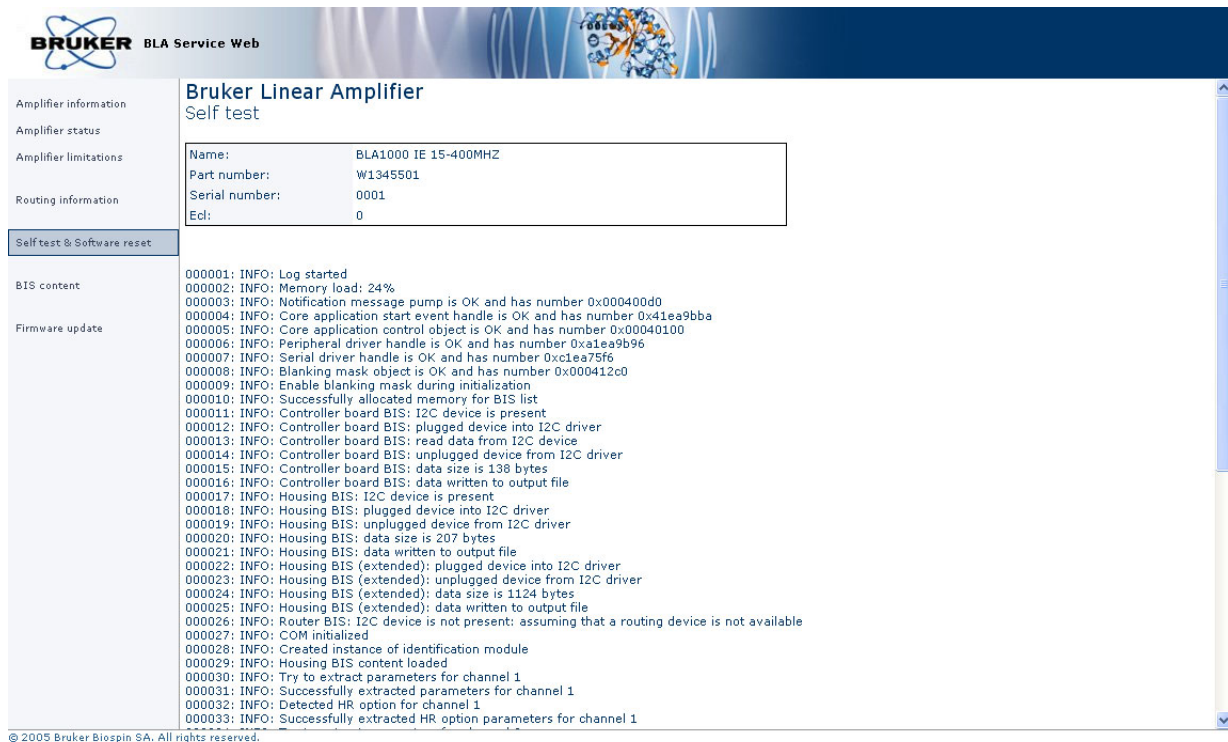 BRUKER BLA Service Web
Amplifier information
Amplifier status
Amplifier limitations
Routing information
Self test & Software reset
BIS content
Firmware update
Bruker Linear Amplifier
Self test
Name: BLA1000 IE 15-400MHZ
Part number: W1345501
Serial number: 0001
Ecl: 0
000001: INFO: Log started
000002: INFO: Memory load: 24%
000003: INFO: Notification message pump is OK and has number 0x000400d0
000004: INFO: Core application start event handle is OK and has number 0x41ea9bba
000005: INFO: Core application control object is OK and has number 0x00040100
000006: INFO: Peripheral driver handle is OK and has number 0xa1ea9b96
000007: INFO: Serial driver handle is OK and has number 0xc1ea75f6
000008: INFO: Blanking mask object is OK and has number 0x000412c0
000009: INFO: Enable blanking mask during initialization
000010: INFO: Successfully allocated memory for BIS list
000011: INFO: Controller board BIS: I2C device is present
000012: INFO: Controller board BIS: plugged device into I2C driver
000013: INFO: Controller board BIS: read data from I2C device
000014: INFO: Controller board BIS: unplugged device from I2C driver
000015: INFO: Controller board BIS: data size is 138 bytes
000016: INFO: Controller board BIS: data written to output file
000017: INFO: Housing BIS: I2C device is present
000018: INFO: Housing BIS: plugged device into I2C driver
000019: INFO: Housing BIS: unplugged device from I2C driver
000020: INFO: Housing BIS: data size is 207 bytes
000021: INFO: Housing BIS: data written to output file
000022: INFO: Housing BIS (extended): plugged device into I2C driver
000023: INFO: Housing BIS (extended): unplugged device from I2C driver
000024: INFO: Housing BIS (extended): data size is 1124 bytes
000025: INFO: Housing BIS (extended): data written to output file
000026: INFO: Router BIS: I2C device is not present: assuming that a routing device is not available
000027: INFO: COM initialized
000028: INFO: Created instance of identification module
000029: INFO: Housing BIS content loaded
000030: INFO: Try to extract parameters for channel 1
000031: INFO: Successfully extracted parameters for channel 1
000032: INFO: Detected HR option for channel 1
000033: INFO: Successfully extracted HR option parameters for channel 1
© 2005 Bruker Biospin SA. All rights reserved.